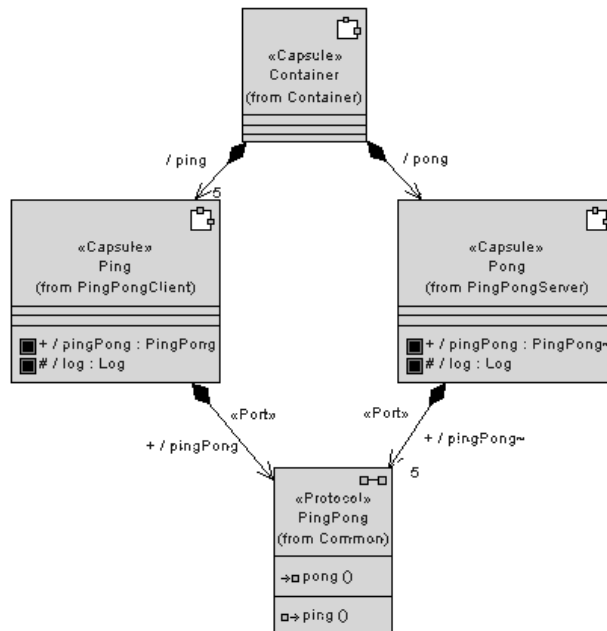 «Capsule»
Container
(from Container)
/ ping
/ pong
5
«Capsule»
Ping
(from PingPongClient)
+ / pingPong : PingPong
# / log : Log
«Capsule»
Pong
(from PingPongServer)
+ / pingPong : PingPong~
# / log : Log
«Port»
+ / pingPong
«Port»
+ / pingPong~
5
«Protocol»
PingPong
(from Common)
pong ()
ping ()